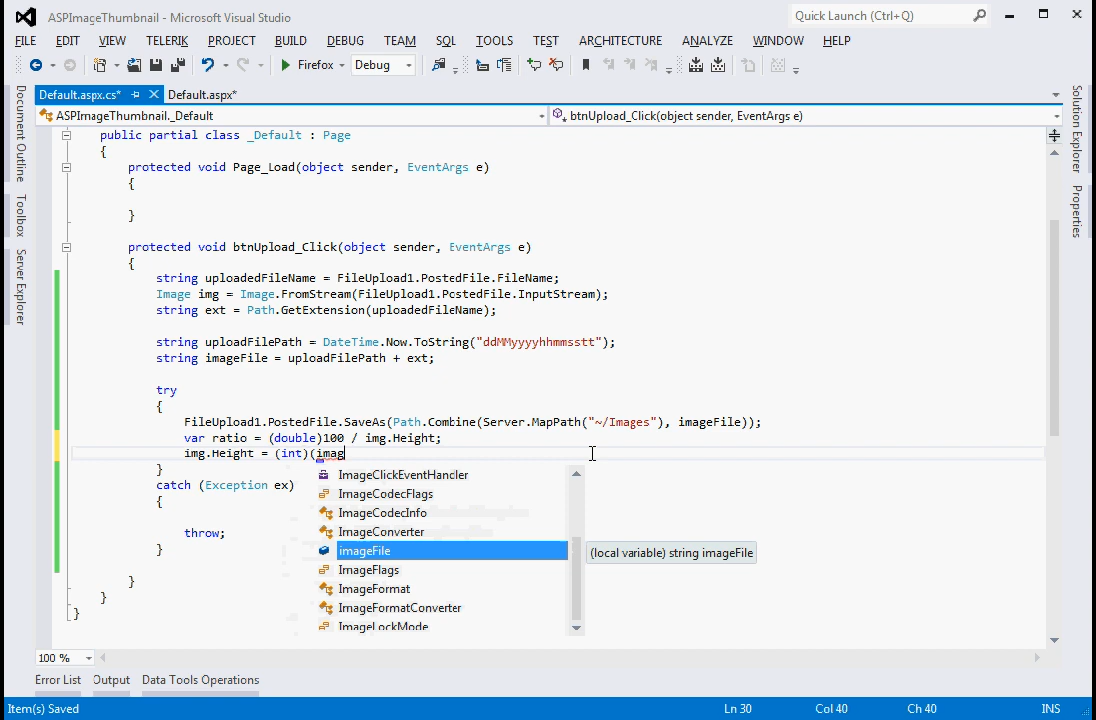 ASPImageThumbnail - Microsoft Visual Studio
Quick Launch (Ctrl+Q)
FILE EDIT VIEW TELERIK PROJECT BUILD DEBUG TEAM SQL TOOLS TEST ARCHITECTURE ANALYZE WINDOW HELP
Firefox Debug
Default.aspx.cs* Default.aspx*
ASPImageThumbnail._Default btnUpload_Click(object sender, EventArgs e)
Document Outline
Toolbox
Server Explorer
Solution Explorer
Properties
public partial class _Default : Page
{
protected void Page_Load(object sender, EventArgs e)
{
}
protected void btnUpload_Click(object sender, EventArgs e)
{
string uploadedFileName = FileUpload1.PostedFile.FileName;
Image img = Image.FromStream(FileUpload1.PostedFile.InputStream);
string ext = Path.GetExtension(uploadedFileName);
string uploadFilePath = DateTime.Now.ToString("ddMMyyyyhhmmsstt");
string imageFile = uploadFilePath + ext;
try
{
FileUpload1.PostedFile.SaveAs(Path.Combine(Server.MapPath("~/Images"), imageFile));
var ratio = (double)100 / img.Height;
img.Height = (int)(imag
}
catch (Exception ex)
{
throw;
}
}
}
}
ImageClickEventHandler
ImageCodecFlags
ImageCodecInfo
ImageConverter
imageFile
ImageFlags
ImageFormat
ImageFormatConverter
ImageLockMode
(local variable) string imageFile
100 %
Error List Output Data Tools Operations
Item(s) Saved Ln 30 Col 40 Ch 40 INS